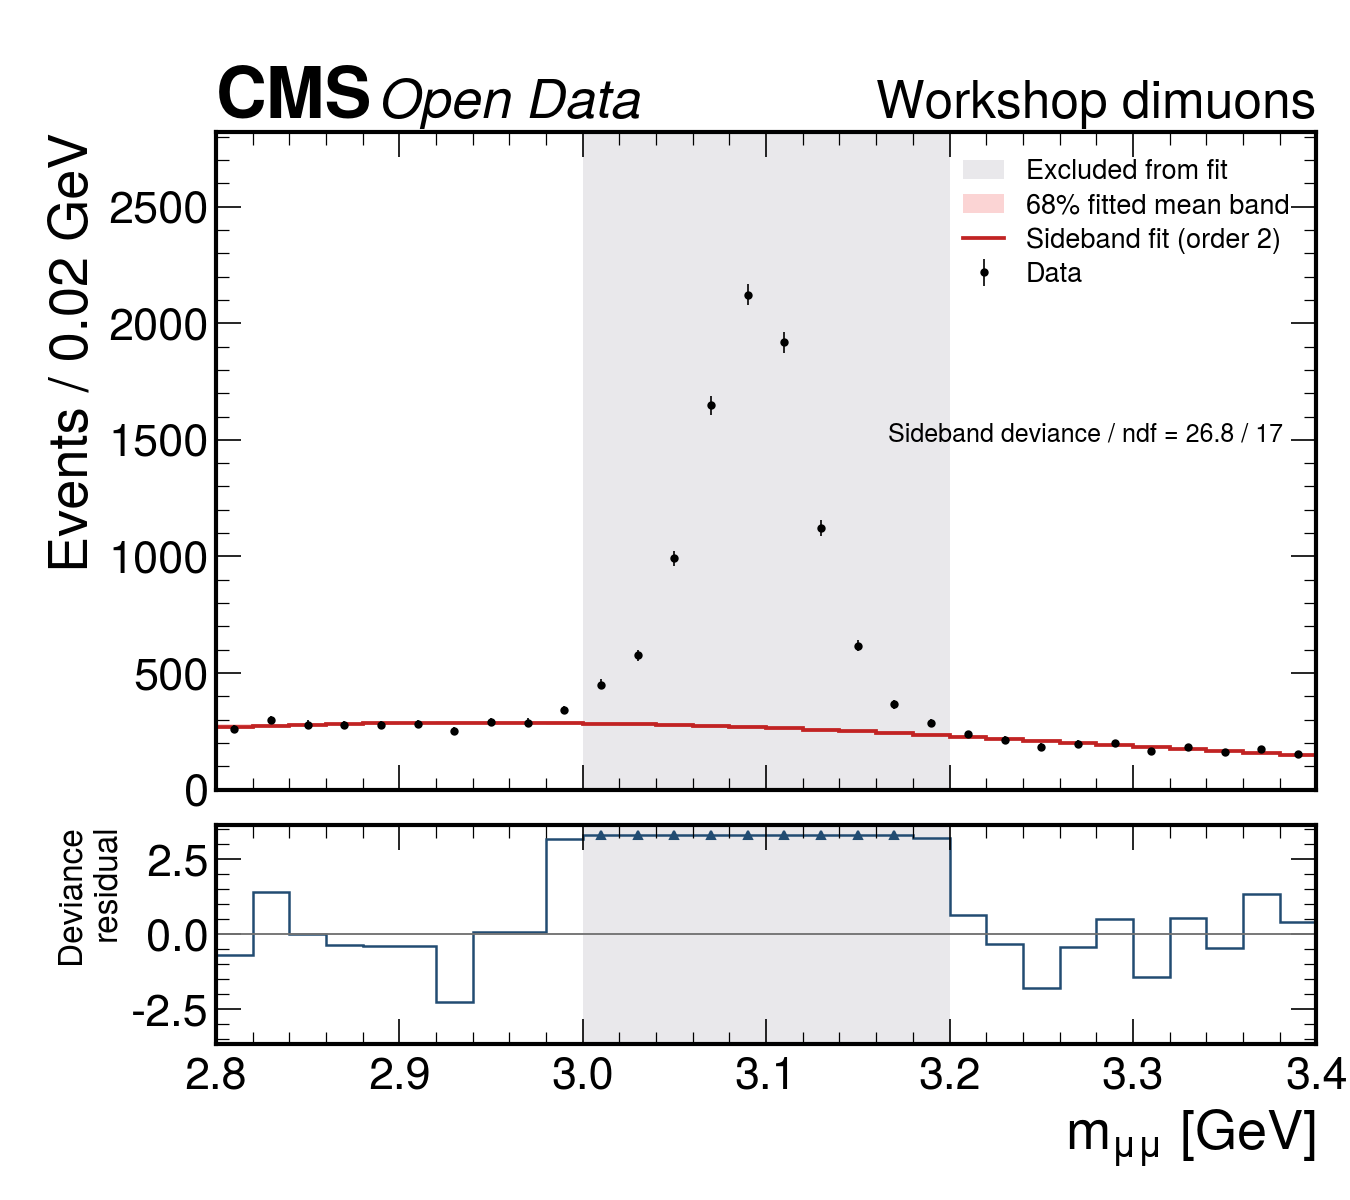 CMS Open Data
Workshop dimuons
Events / 0.02 GeV
2500
2000
1500
1000
500
0
Excluded from fit
68% fitted mean band
Sideband fit (order 2)
Data
Sideband deviance / ndf = 26.8 / 17
Deviance
residual
2.5
0.0
-2.5
2.8 2.9 3.0 3.1 3.2 3.3 3.4
mμμ [GeV]